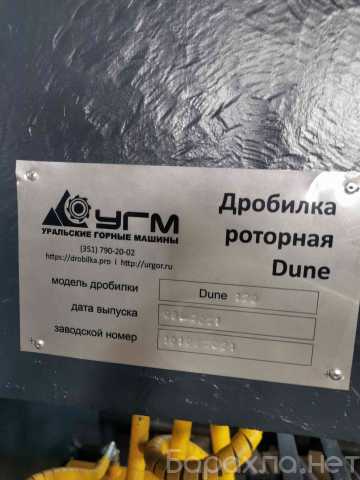 УГМ
УРАЛЬСКИЕ ГОРНЫЕ МАШИНЫ
(351) 790-20-02
https://drobilka.pro | http://urgor.ru
Дробилка
роторная
Dune
модель дробилки Dune
дата выпуска
заводской номер
Барахла.нет